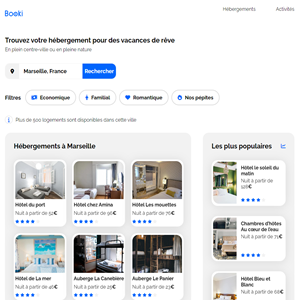 Booki
Hébergements
Activités
Trouvez votre hébergement pour des vacances de rêve
En plein centre-ville ou en pleine nature
Marseille, France
Rechercher
Filtres
Economique
Familial
Romantique
Nos pépites
Plus de 500 logements sont disponibles dans cette ville
Hébergements à Marseille
Hôtel du port
Nuit à partir de 52€
Hôtel chez Amina
Nuit à partir de 96€
Hôtel Les mouettes
Nuit à partir de 76€
Hôtel de La mer
Nuit à partir de 46€
Auberge La Canebière
Nuit à partir de 25€
Auberge Le Panier
Nuit à partir de 23€
Les plus populaires
Hôtel le soleil du
matin
Nuit à partir de
128€
Chambres d'hôtes
Au cœur de l'eau
Nuit à partir de 71€
Hôtel Bleu et
Blanc
Nuit à partir de 68€